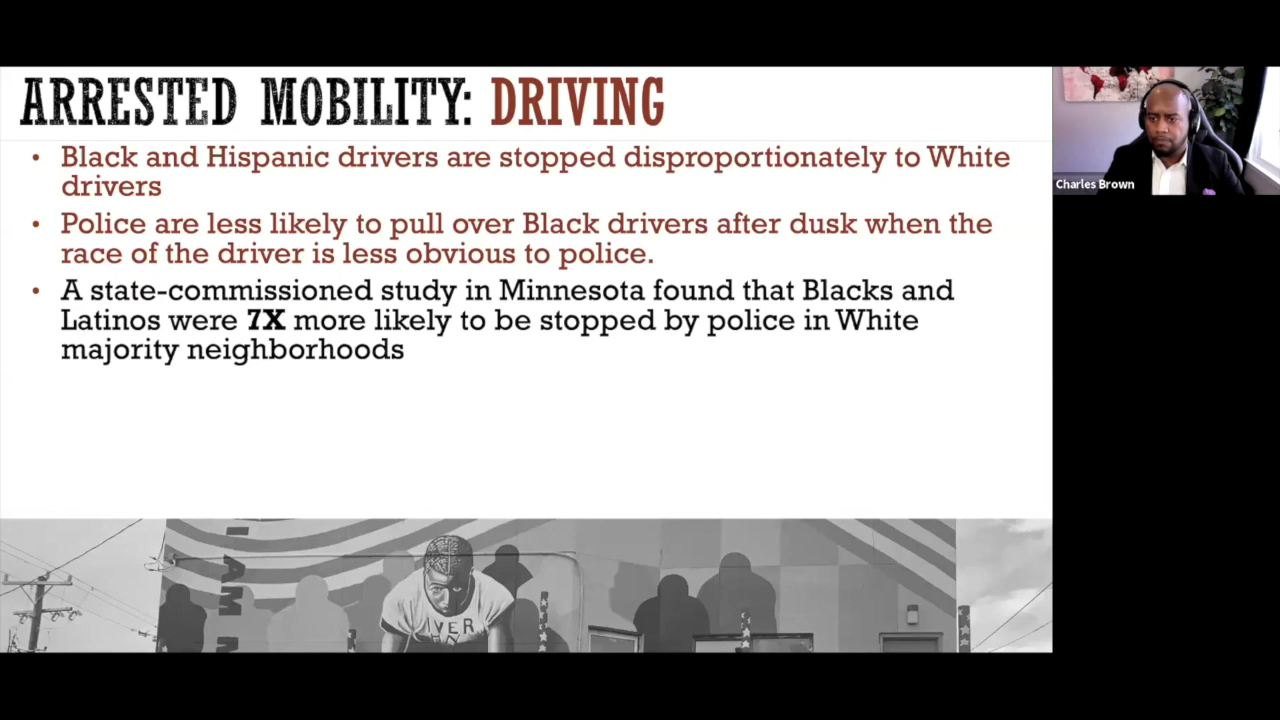 ARRESTED MOBILITY: DRIVING
• Black and Hispanic drivers are stopped disproportionately to White
drivers
• Police are less likely to pull over Black drivers after dusk when the
race of the driver is less obvious to police.
• A state-commissioned study in Minnesota found that Blacks and
Latinos were 7X more likely to be stopped by police in White
majority neighborhoods
Charles Brown
I AM